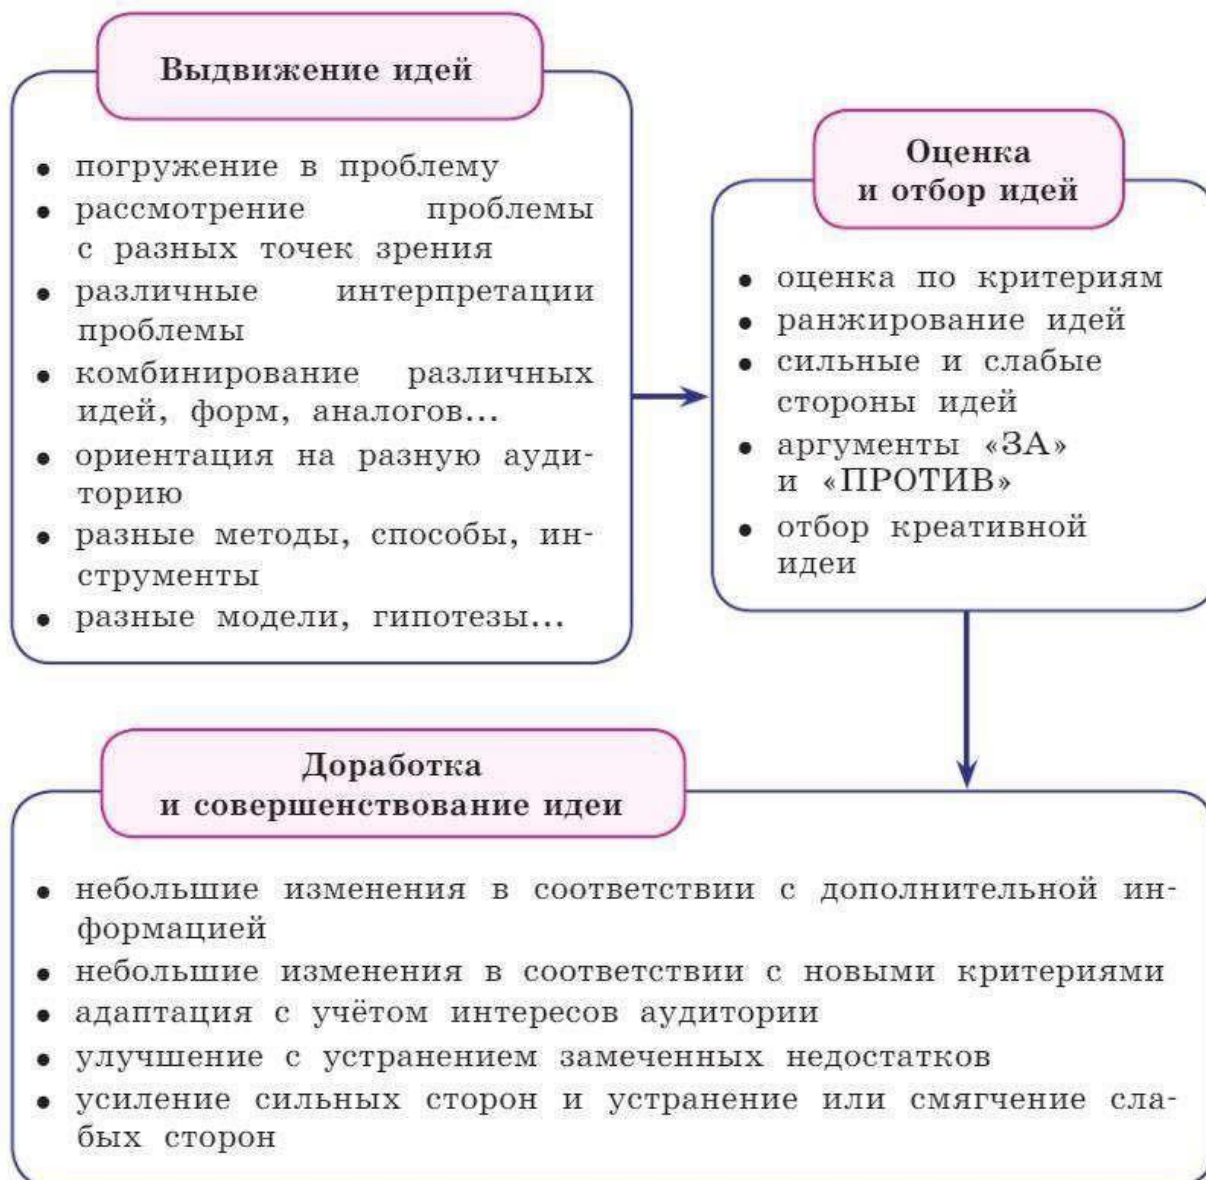 Выдвижение идей
• погружение в проблему
• рассмотрение проблемы
с разных точек зрения
• различные интерпретации
проблемы
• комбинирование различных
идей, форм, аналогов...
• ориентация на разную ауди-
торию
• разные методы, способы, ин-
струменты
• разные модели, гипотезы...
Оценка
и отбор идей
• оценка по критериям
• ранжирование идей
• сильные и слабые
стороны идей
• аргументы «ЗА»
и «ПРОТИВ»
• отбор креативной
идеи
Доработка
и совершенствование идеи
• небольшие изменения в соответствии с дополнительной ин-
формацией
• небольшие изменения в соответствии с новыми критериями
• адаптация с учётом интересов аудитории
• улучшение с устранением замеченных недостатков
• усиление сильных сторон и устранение или смягчение сла-
бых сторон